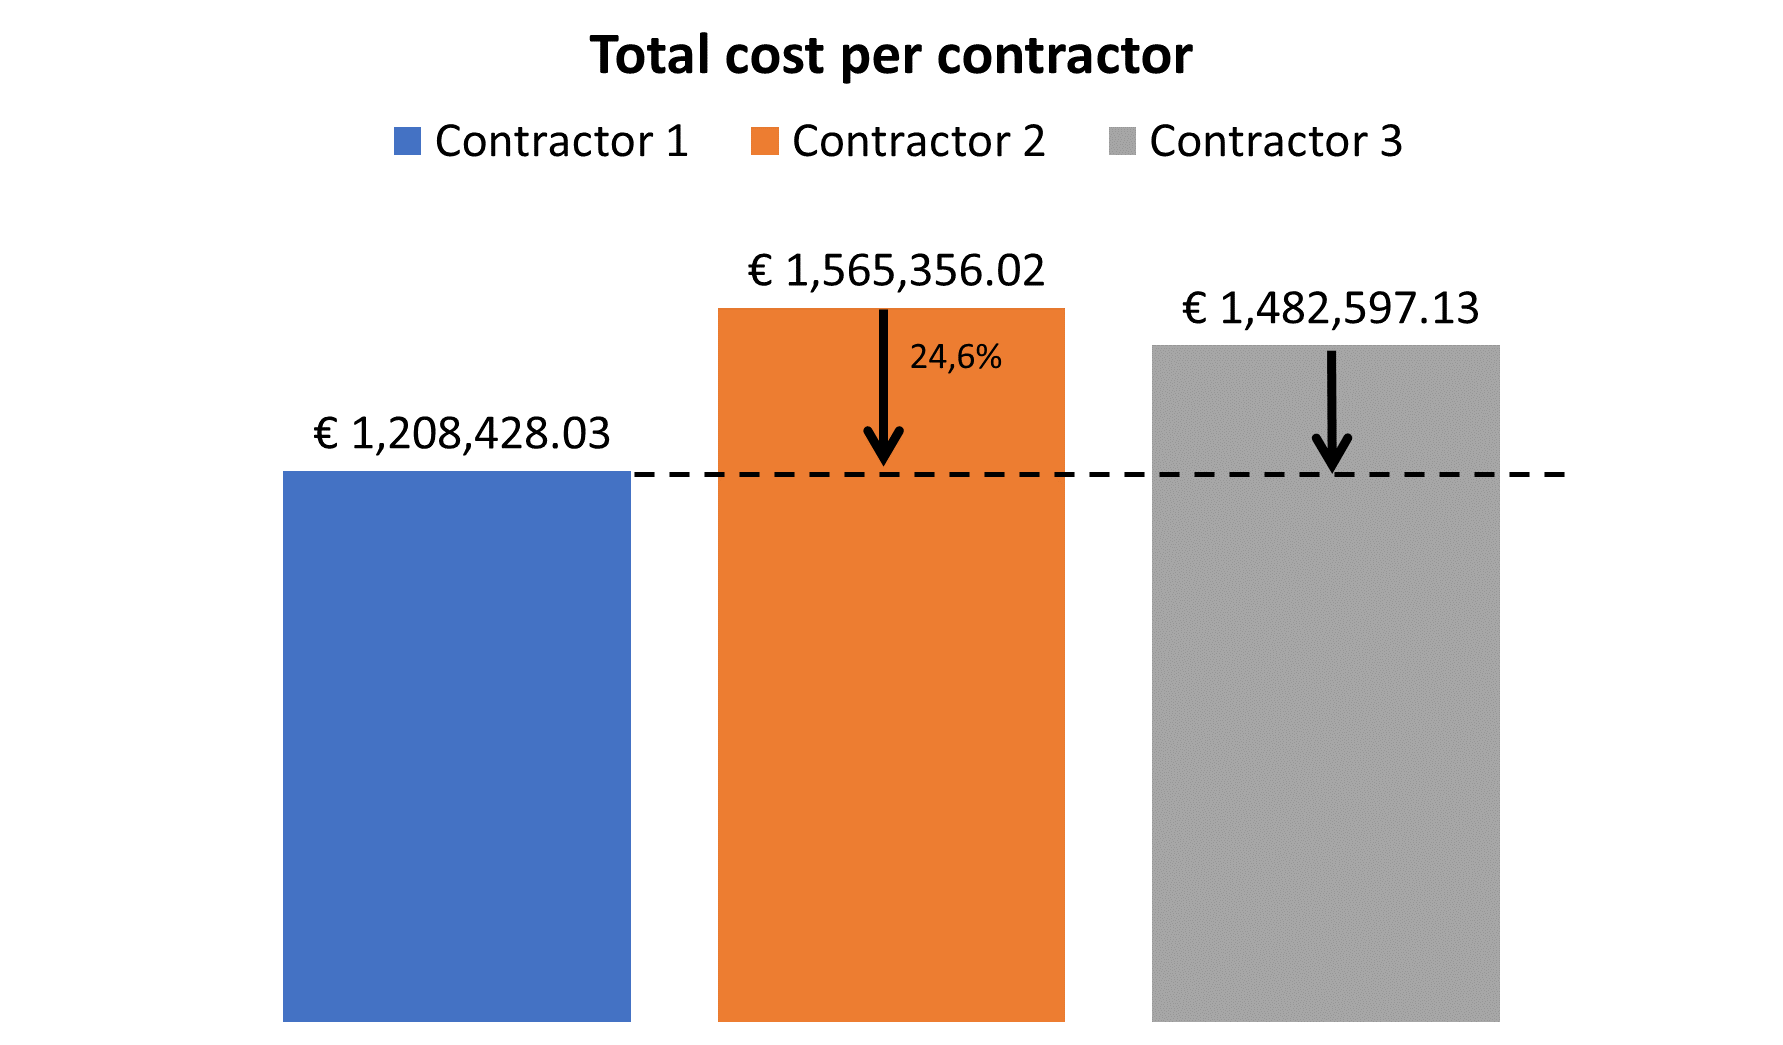 Total cost per contractor
Contractor 1 Contractor 2 Contractor 3
€ 1,565,356.02
€ 1,482,597.13
24,6%
€ 1,208,428.03